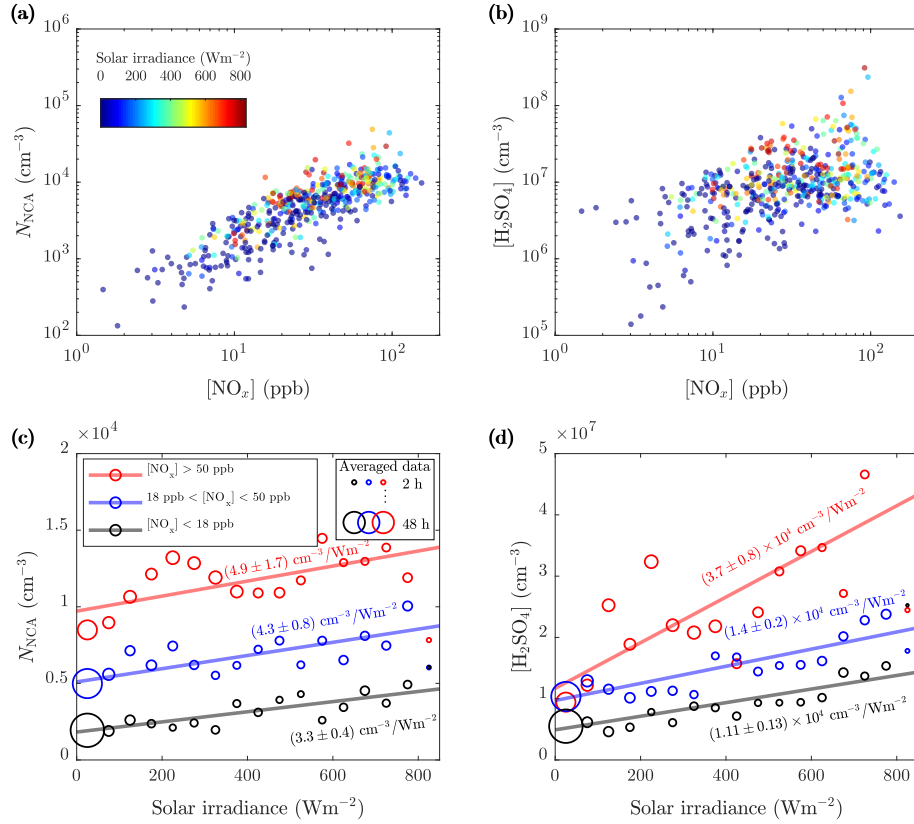 (a)
10^6
10^5
10^4
10^3
10^2
N_NCA (cm^−3)
Solar irradiance (Wm^−2)
0 200 400 600 800
10^0 10^1 10^2
[NO_x] (ppb)
(b)
10^9
10^8
10^7
10^6
10^5
[H_2SO_4] (cm^−3)
10^0 10^1 10^2
[NO_x] (ppb)
(c)
×10^4
2
1.5
1
0.5
0
N_NCA (cm^−3)
[NO_x] > 50 ppb
18 ppb < [NO_x] < 50 ppb
[NO_x] < 18 ppb
Averaged data
2 h
48 h
(4.9 ± 1.7) cm^−3/Wm^−2
(4.3 ± 0.8) cm^−3/Wm^−2
(3.3 ± 0.4) cm^−3/Wm^−2
0 200 400 600 800
Solar irradiance (Wm^−2)
(d)
×10^7
5
4
3
2
1
0
[H_2SO_4] (cm^−3)
(3.7 ± 0.8) × 10^4 cm^−3/Wm^−2
(1.4 ± 0.2) × 10^4 cm^−3/Wm^−2
(1.11 ± 0.13) × 10^4 cm^−3/Wm^−2
0 200 400 600 800
Solar irradiance (Wm^−2)